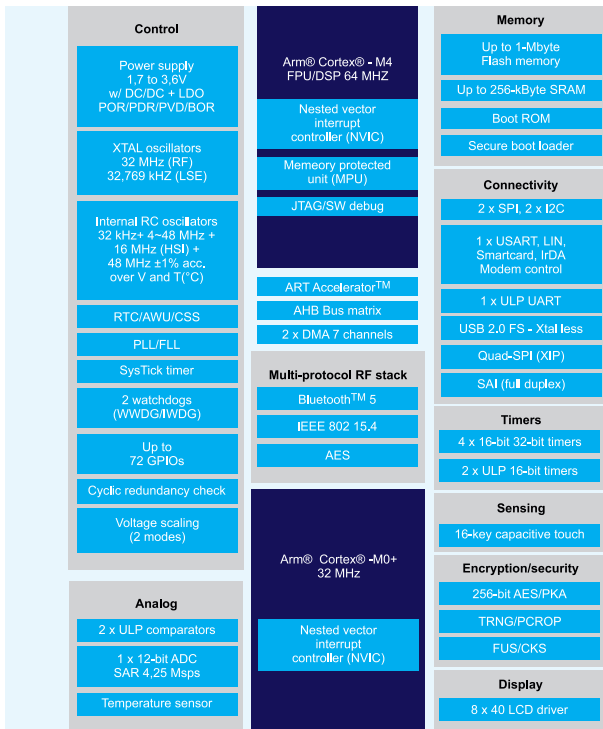 Control
Power supply
1,7 to 3,6V
w/ DC/DC + LDO
POR/PDR/PVD/BOR
XTAL oscillators
32 MHz (RF)
32,769 kHZ (LSE)
Internal RC oscillators
32 kHz+ 4~48 MHz +
16 MHz (HSI) +
48 MHz ±1% acc.
over V and T(°C)
RTC/AWU/CSS
PLL/FLL
SysTick timer
2 watchdogs
(WWDG/IWDG)
Up to
72 GPIOs
Cyclic redundancy check
Voltage scaling
(2 modes)
Analog
2 x ULP comparators
1 x 12-bit ADC
SAR 4,25 Msps
Temperature sensor
Arm® Cortex® - M4
FPU/DSP 64 MHZ
Nested vector
interrupt
controller (NVIC)
Memeory protected
unit (MPU)
JTAG/SW debug
ART Accelerator™
AHB Bus matrix
2 x DMA 7 channels
Multi-protocol RF stack
Bluetooth™ 5
IEEE 802 15.4
AES
Arm® Cortex® -M0+
32 MHz
Nested vector
interrupt
controller (NVIC)
Memory
Up to 1-Mbyte
Flash memory
Up to 256-kByte SRAM
Boot ROM
Secure boot loader
Connectivity
2 x SPI, 2 x I2C
1 x USART, LIN,
Smartcard, IrDA
Modem control
1 x ULP UART
USB 2.0 FS - Xtal less
Quad-SPI (XIP)
SAI (full duplex)
Timers
4 x 16-bit 32-bit timers
2 x ULP 16-bit timers
Sensing
16-key capacitive touch
Encryption/security
256-bit AES/PKA
TRNG/PCROP
FUS/CKS
Display
8 x 40 LCD driver